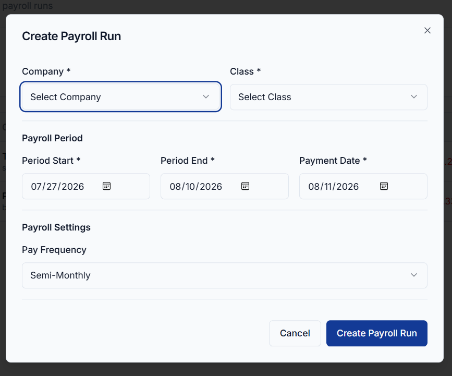 payroll runs
Create Payroll Run
Company * Class *
Select Company Select Class
Payroll Period
Period Start * Period End * Payment Date *
07/27/2026 08/10/2026 08/11/2026
Payroll Settings
Pay Frequency
Semi-Monthly
Cancel Create Payroll Run